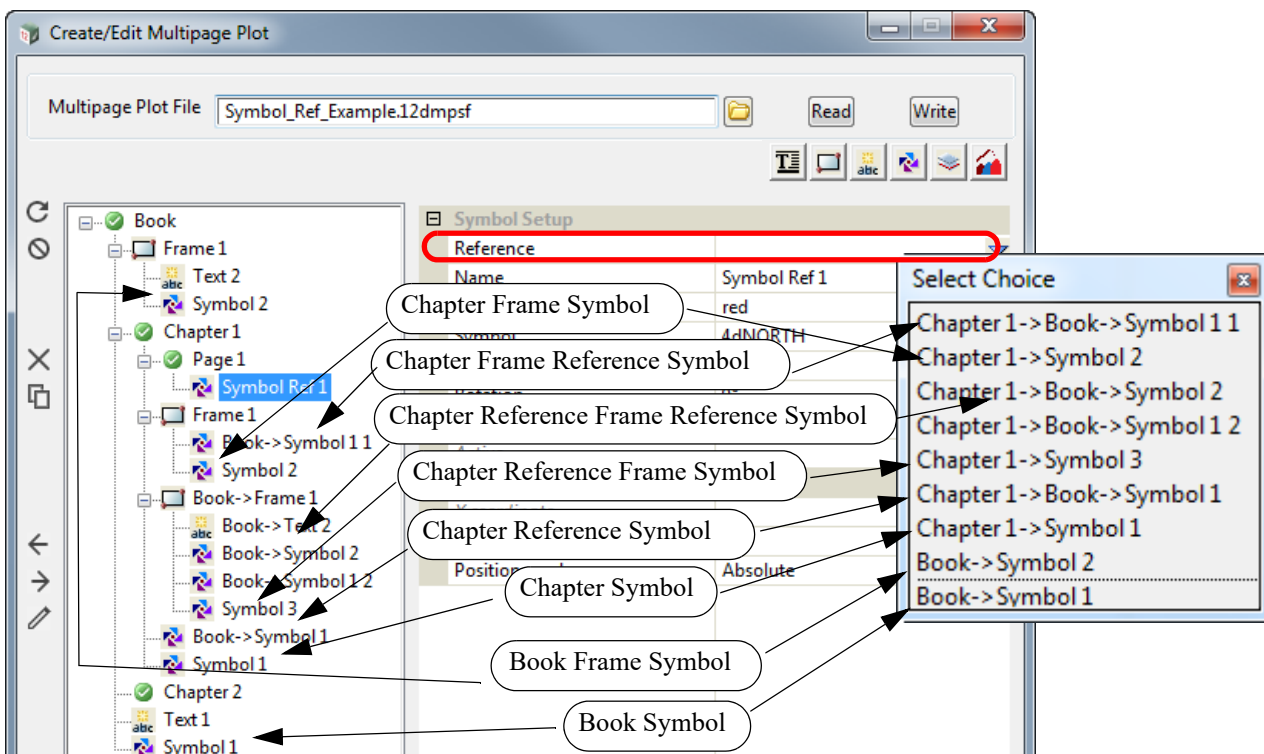 Create/Edit Multipage Plot
Multipage Plot File
Symbol_Ref_Example.12dmpsf
Read
Write
Book
Frame 1
Text 2
Symbol 2
Chapter 1
Page 1
Symbol Ref 1
Frame 1
Book->Symbol 1 1
Symbol 2
Book->Frame 1
Book->Text 2
Book->Symbol 2
Book->Symbol 1 2
Symbol 3
Book->Symbol 1
Symbol 1
Chapter 2
Text 1
Symbol 1
Symbol Setup
Reference
Name Symbol Ref 1
red
Symbol 4dNORTH
Rotation
Absolute
Chapter Frame Symbol
Chapter Frame Reference Symbol
Chapter Reference Frame Reference Symbol
Chapter Reference Frame Symbol
Chapter Reference Symbol
Chapter Symbol
Book Frame Symbol
Book Symbol
Select Choice
Chapter 1->Book->Symbol 1 1
Chapter 1->Symbol 2
Chapter 1->Book->Symbol 2
Chapter 1->Book->Symbol 1 2
Chapter 1->Symbol 3
Chapter 1->Book->Symbol 1
Chapter 1->Symbol 1
Book->Symbol 2
Book->Symbol 1